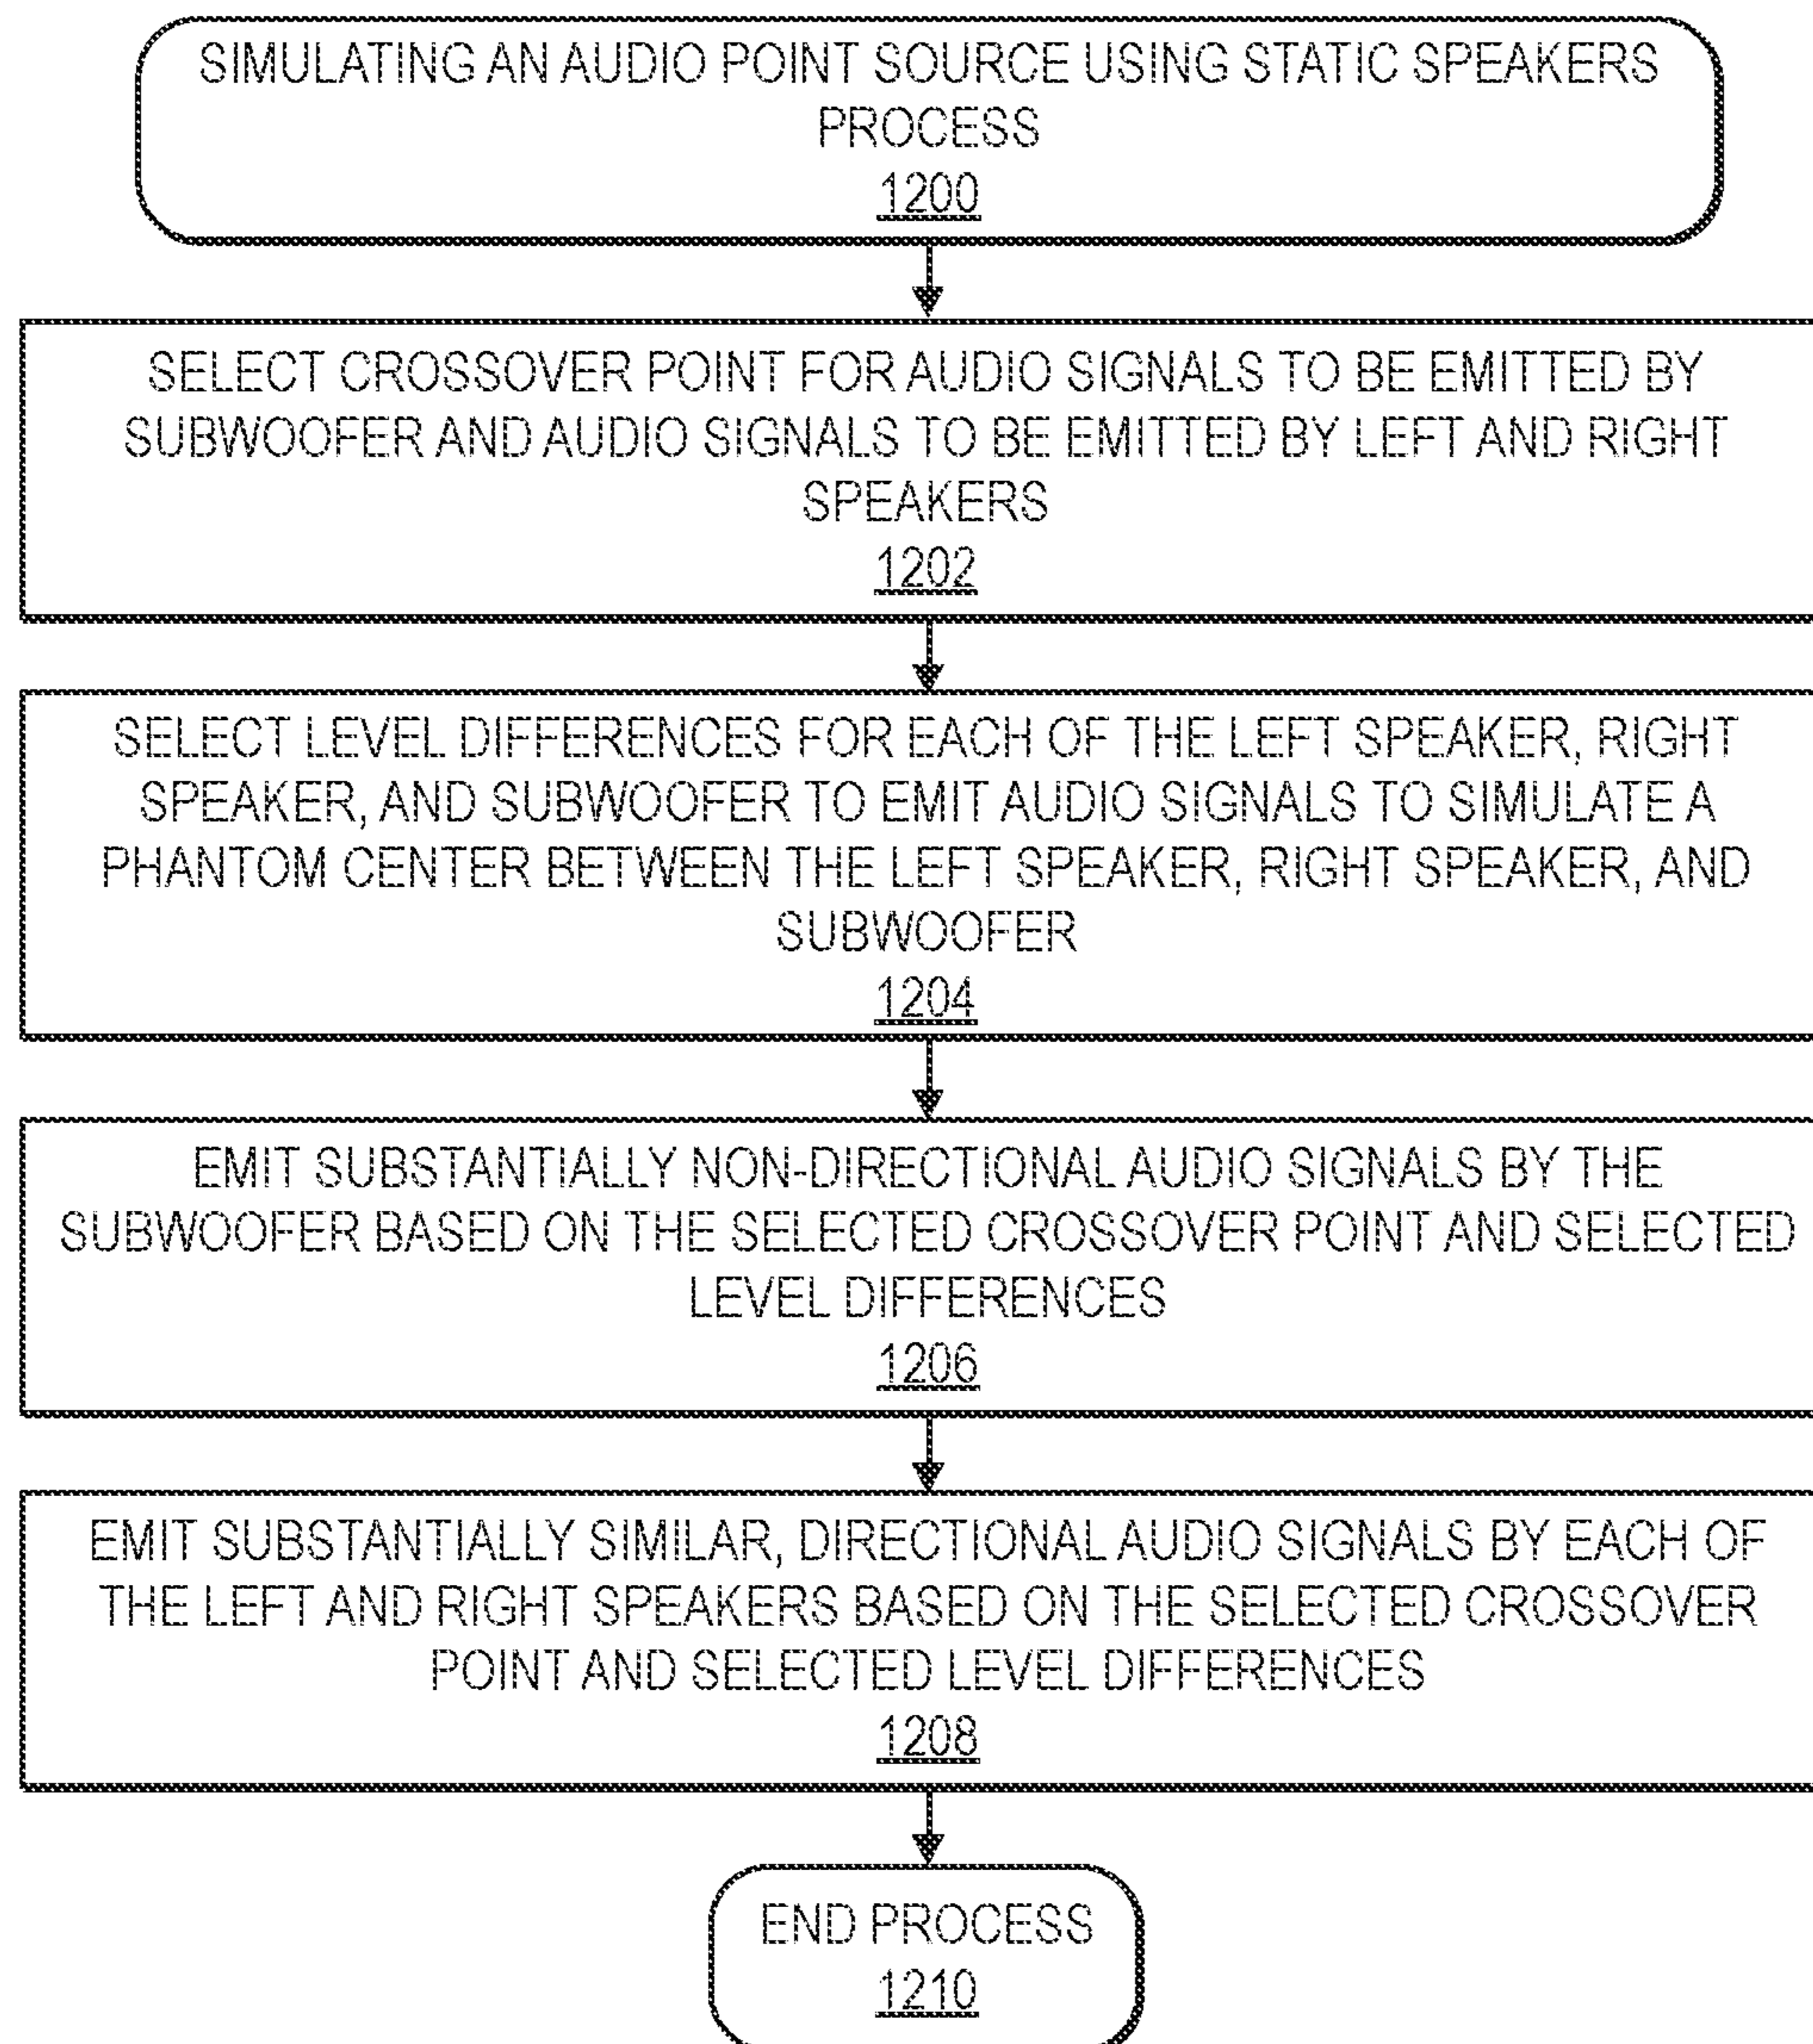 SIMULATING AN AUDIO POINT SOURCE USING STATIC SPEAKERS
PROCESS
1200
SELECT CROSSOVER POINT FOR AUDIO SIGNALS TO BE EMITTED BY
SUBWOOFER AND AUDIO SIGNALS TO BE EMITTED BY LEFT AND RIGHT
SPEAKERS
1202
SELECT LEVEL DIFFERENCES FOR EACH OF THE LEFT SPEAKER, RIGHT
SPEAKER, AND SUBWOOFER TO EMIT AUDIO SIGNALS TO SIMULATE A
PHANTOM CENTER BETWEEN THE LEFT SPEAKER, RIGHT SPEAKER, AND
SUBWOOFER
1204
EMIT SUBSTANTIALLY NON-DIRECTIONAL AUDIO SIGNALS BY THE
SUBWOOFER BASED ON THE SELECTED CROSSOVER POINT AND SELECTED
LEVEL DIFFERENCES
1206
EMIT SUBSTANTIALLY SIMILAR, DIRECTIONAL AUDIO SIGNALS BY EACH OF
THE LEFT AND RIGHT SPEAKERS BASED ON THE SELECTED CROSSOVER
POINT AND SELECTED LEVEL DIFFERENCES
1208
END PROCESS
1210